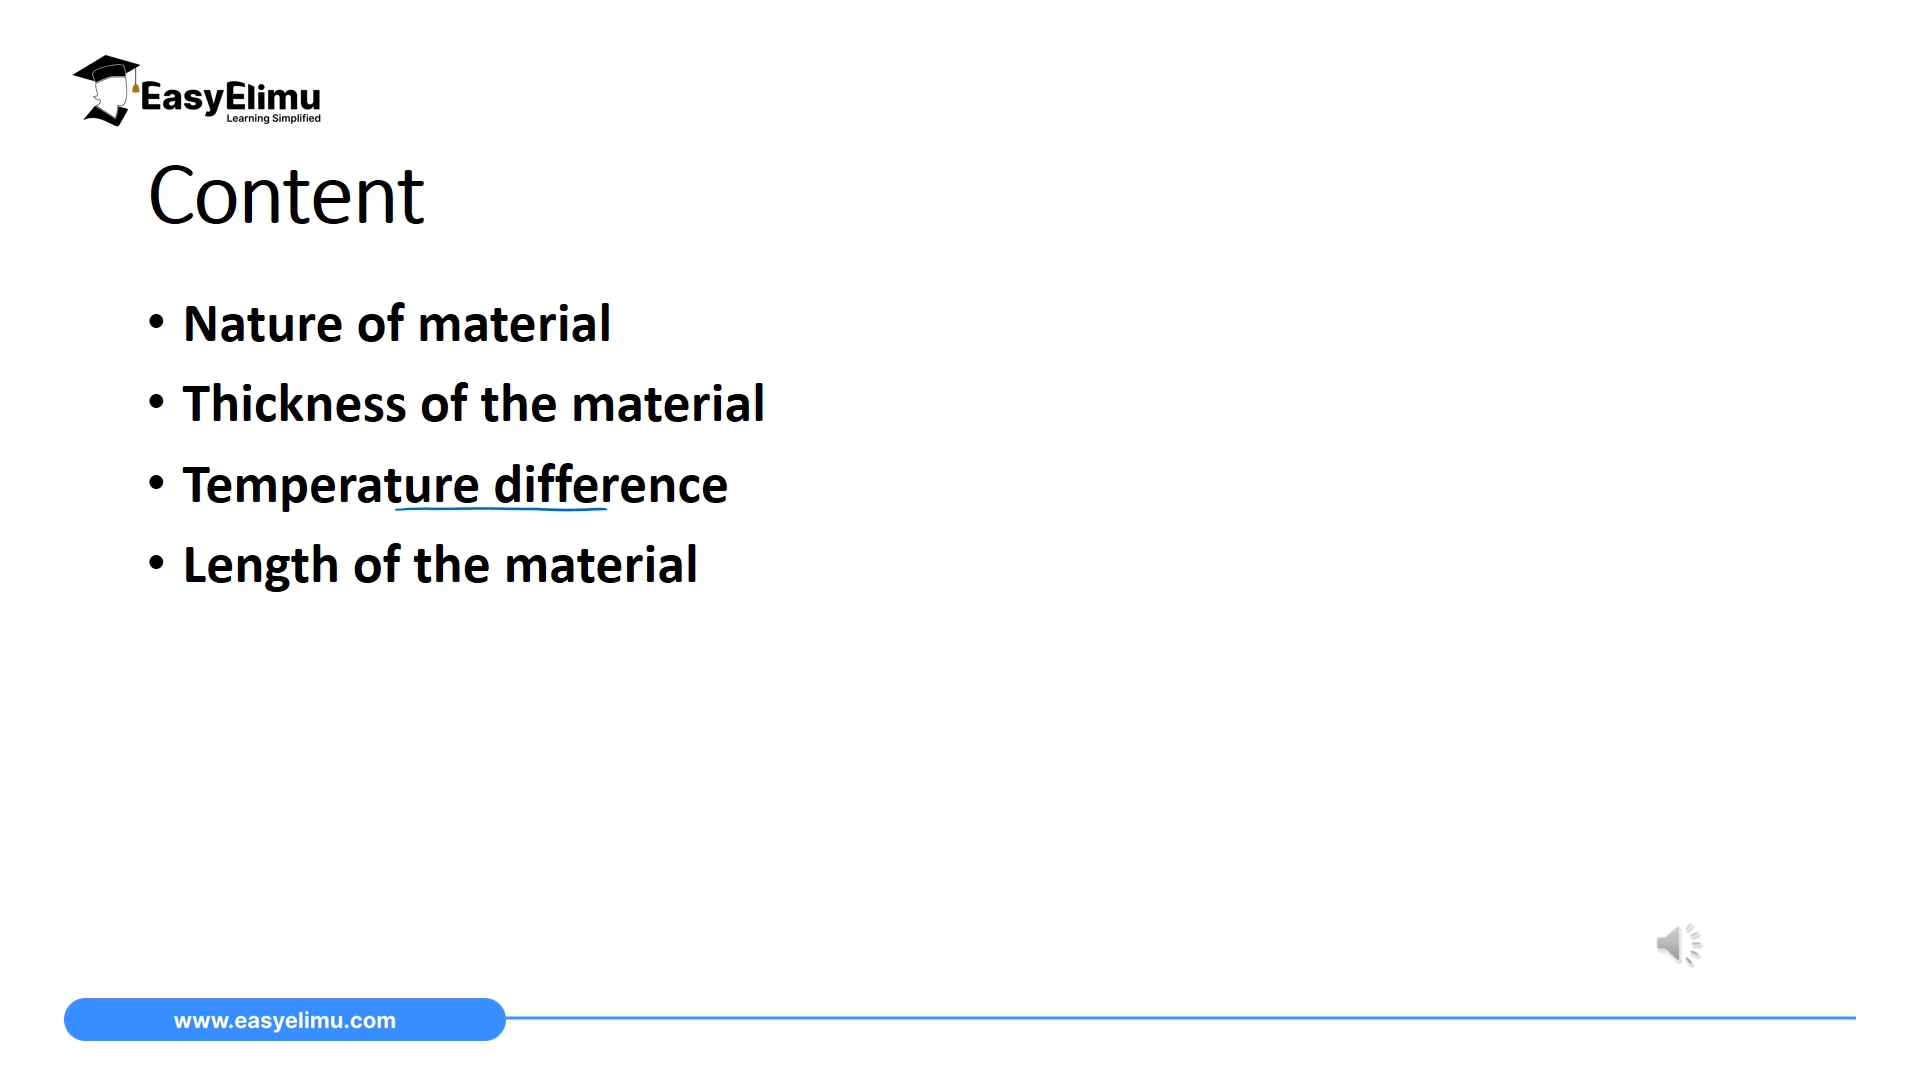 EasyElimu
Learning Simplified
Content
• Nature of material
• Thickness of the material
• Temperature difference
• Length of the material
www.easyelimu.com